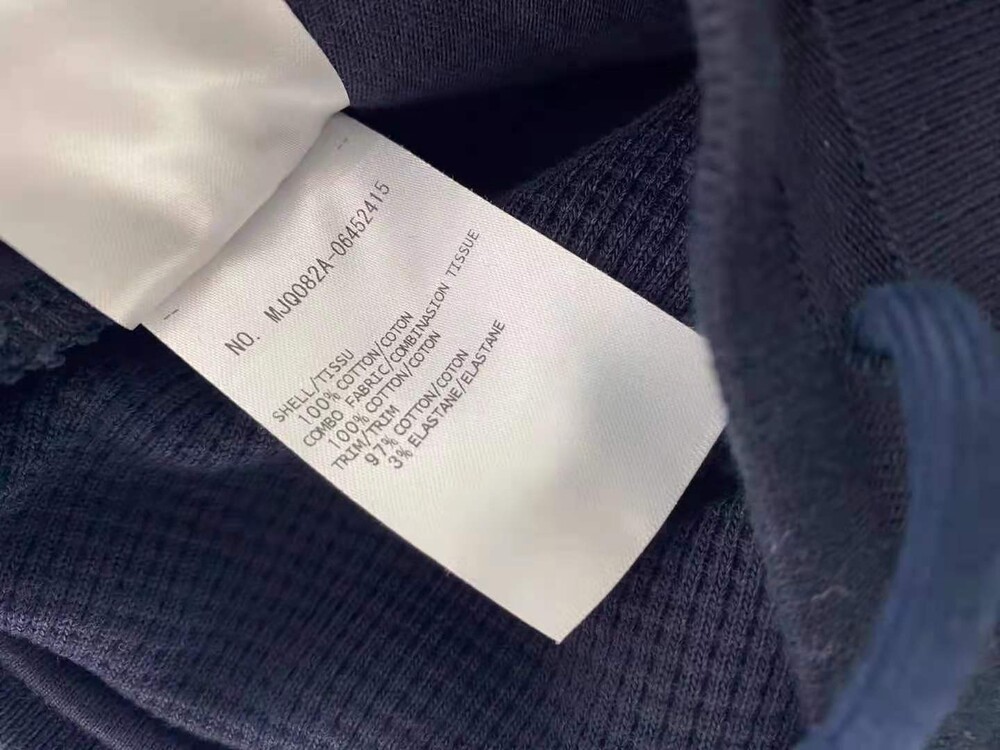 NO. MJQ082A-06452415
SHELL/TISSU
100% COTTON/COTON
COMBO FABRIC/COMBINASION TISSUE
100% COTTON/COTON
TRIM/TRIM
97% COTTON/COTON
3% ELASTANE/ELASTANE